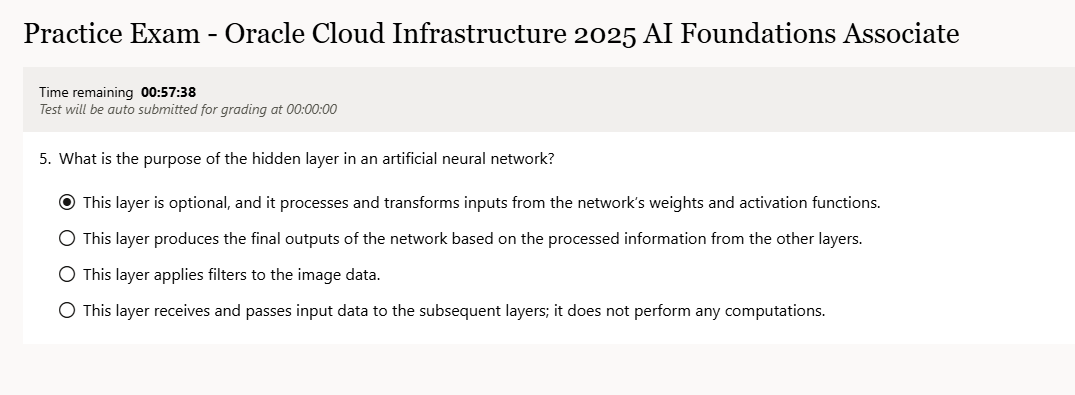 Practice Exam - Oracle Cloud Infrastructure 2025 AI Foundations Associate
Time remaining 00:57:38
Test will be auto submitted for grading at 00:00:00
5. What is the purpose of the hidden layer in an artificial neural network?
This layer is optional, and it processes and transforms inputs from the network's weights and activation functions.
This layer produces the final outputs of the network based on the processed information from the other layers.
This layer applies filters to the image data.
This layer receives and passes input data to the subsequent layers; it does not perform any computations.